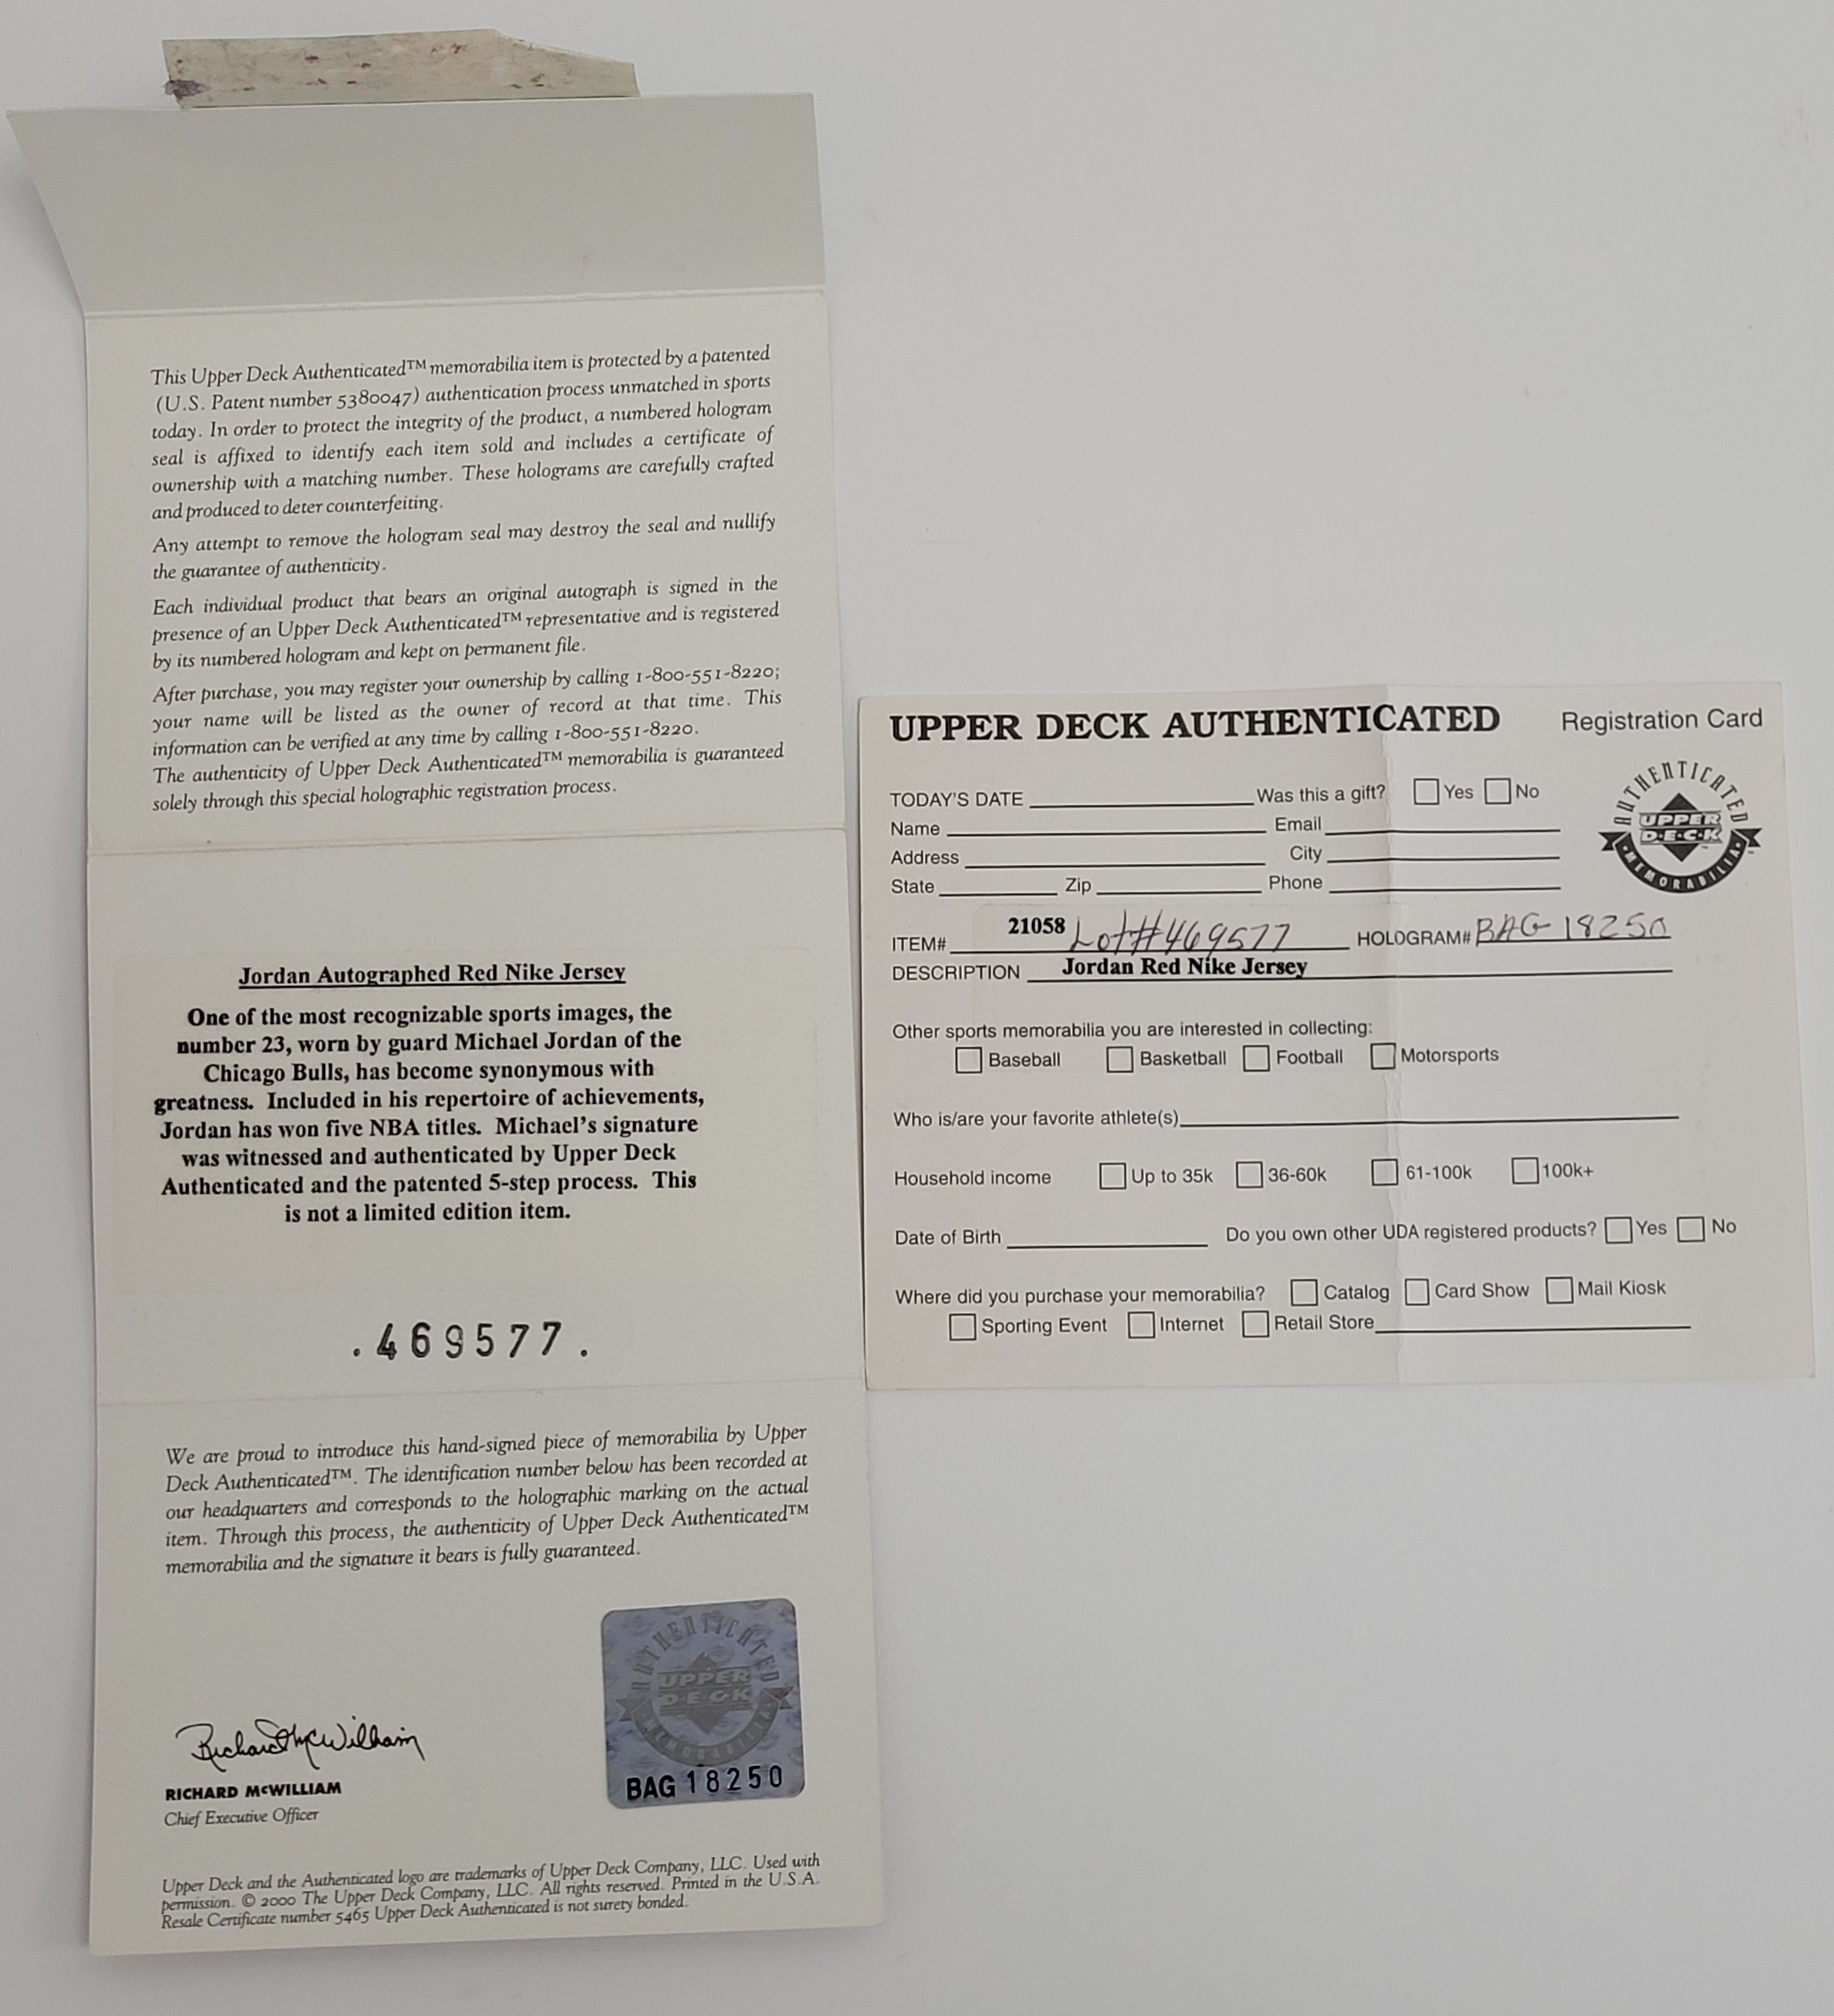 This Upper Deck Authenticated™ memorabilia item is protected by a patented
(U.S. Patent number 5380047) authentication process unmatched in sports
today. In order to protect the integrity of the product, a numbered hologram
seal is affixed to identify each item sold and includes a certificate of
ownership with a matching number. These holograms are carefully crafted
and produced to deter counterfeiting.
Any attempt to remove the hologram seal may destroy the seal and nullify
the guarantee of authenticity.
Each individual product that bears an original autograph is signed in the
presence of an Upper Deck Authenticated™ representative and is registered
by its numbered hologram and kept on permanent file.
After purchase, you may register your ownership by calling 1-800-551-8220;
your name will be listed as the owner of record at that time. This
information can be verified at any time by calling 1-800-551-8220.
The authenticity of Upper Deck Authenticated™ memorabilia is guaranteed
solely through this special holographic registration process.
Jordan Autographed Red Nike Jersey
One of the most recognizable sports images, the
number 23, worn by guard Michael Jordan of the
Chicago Bulls, has become synonymous with
greatness. Included in his repertoire of achievements,
Jordan has won five NBA titles. Michael's signature
was witnessed and authenticated by Upper Deck
Authenticated and the patented 5-step process. This
is not a limited edition item.
.469577.
We are proud to introduce this hand-signed piece of memorabilia by Upper
Deck Authenticated™. The identification number below has been recorded at
our headquarters and corresponds to the holographic marking on the actual
item. Through this process, the authenticity of Upper Deck Authenticated™
memorabilia and the signature it bears is fully guaranteed.
AUTHENTICATED
UPPER
D·E·C·K
MEMORABILIA
BAG 18250
Richard McWilliam
RICHARD McWILLIAM
Chief Executive Officer
Upper Deck and the Authenticated logo are trademarks of Upper Deck Company, LLC. Used with
permission. © 2000 The Upper Deck Company, LLC. All rights reserved. Printed in the U.S.A.
Resale Certificate number 5465 Upper Deck Authenticated is not surety bonded.
UPPER DECK AUTHENTICATED Registration Card
AUTHENTICATED
UPPER
D·E·C·K
MEMORABILIA
TODAY'S DATE Was this a gift? Yes No
Name Email
Address City
State Zip Phone
ITEM# 21058 Lot#469577 HOLOGRAM# BAG 18250
DESCRIPTION Jordan Red Nike Jersey
Other sports memorabilia you are interested in collecting:
Baseball Basketball Football Motorsports
Who is/are your favorite athlete(s)
Household income Up to 35k 36-60k 61-100k 100k+
Date of Birth Do you own other UDA registered products? Yes No
Where did you purchase your memorabilia? Catalog Card Show Mail Kiosk
Sporting Event Internet Retail Store